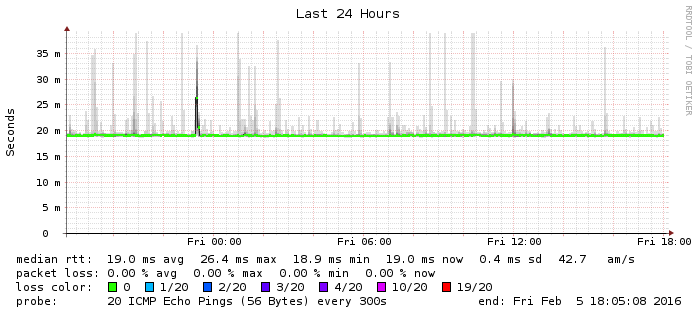 Last 24 Hours
RRDTOOL / TOBI OETIKER
Seconds
35 m
30 m
25 m
20 m
15 m
10 m
5 m
0
Fri 00:00 Fri 06:00 Fri 12:00 Fri 18:00
median rtt: 19.0 ms avg 26.4 ms max 18.9 ms min 19.0 ms now 0.4 ms sd 42.7 am/s
packet loss: 0.00 % avg 0.00 % max 0.00 % min 0.00 % now
loss color: 0 1/20 2/20 3/20 4/20 10/20 19/20
probe: 20 ICMP Echo Pings (56 Bytes) every 300s end: Fri Feb 5 18:05:08 2016